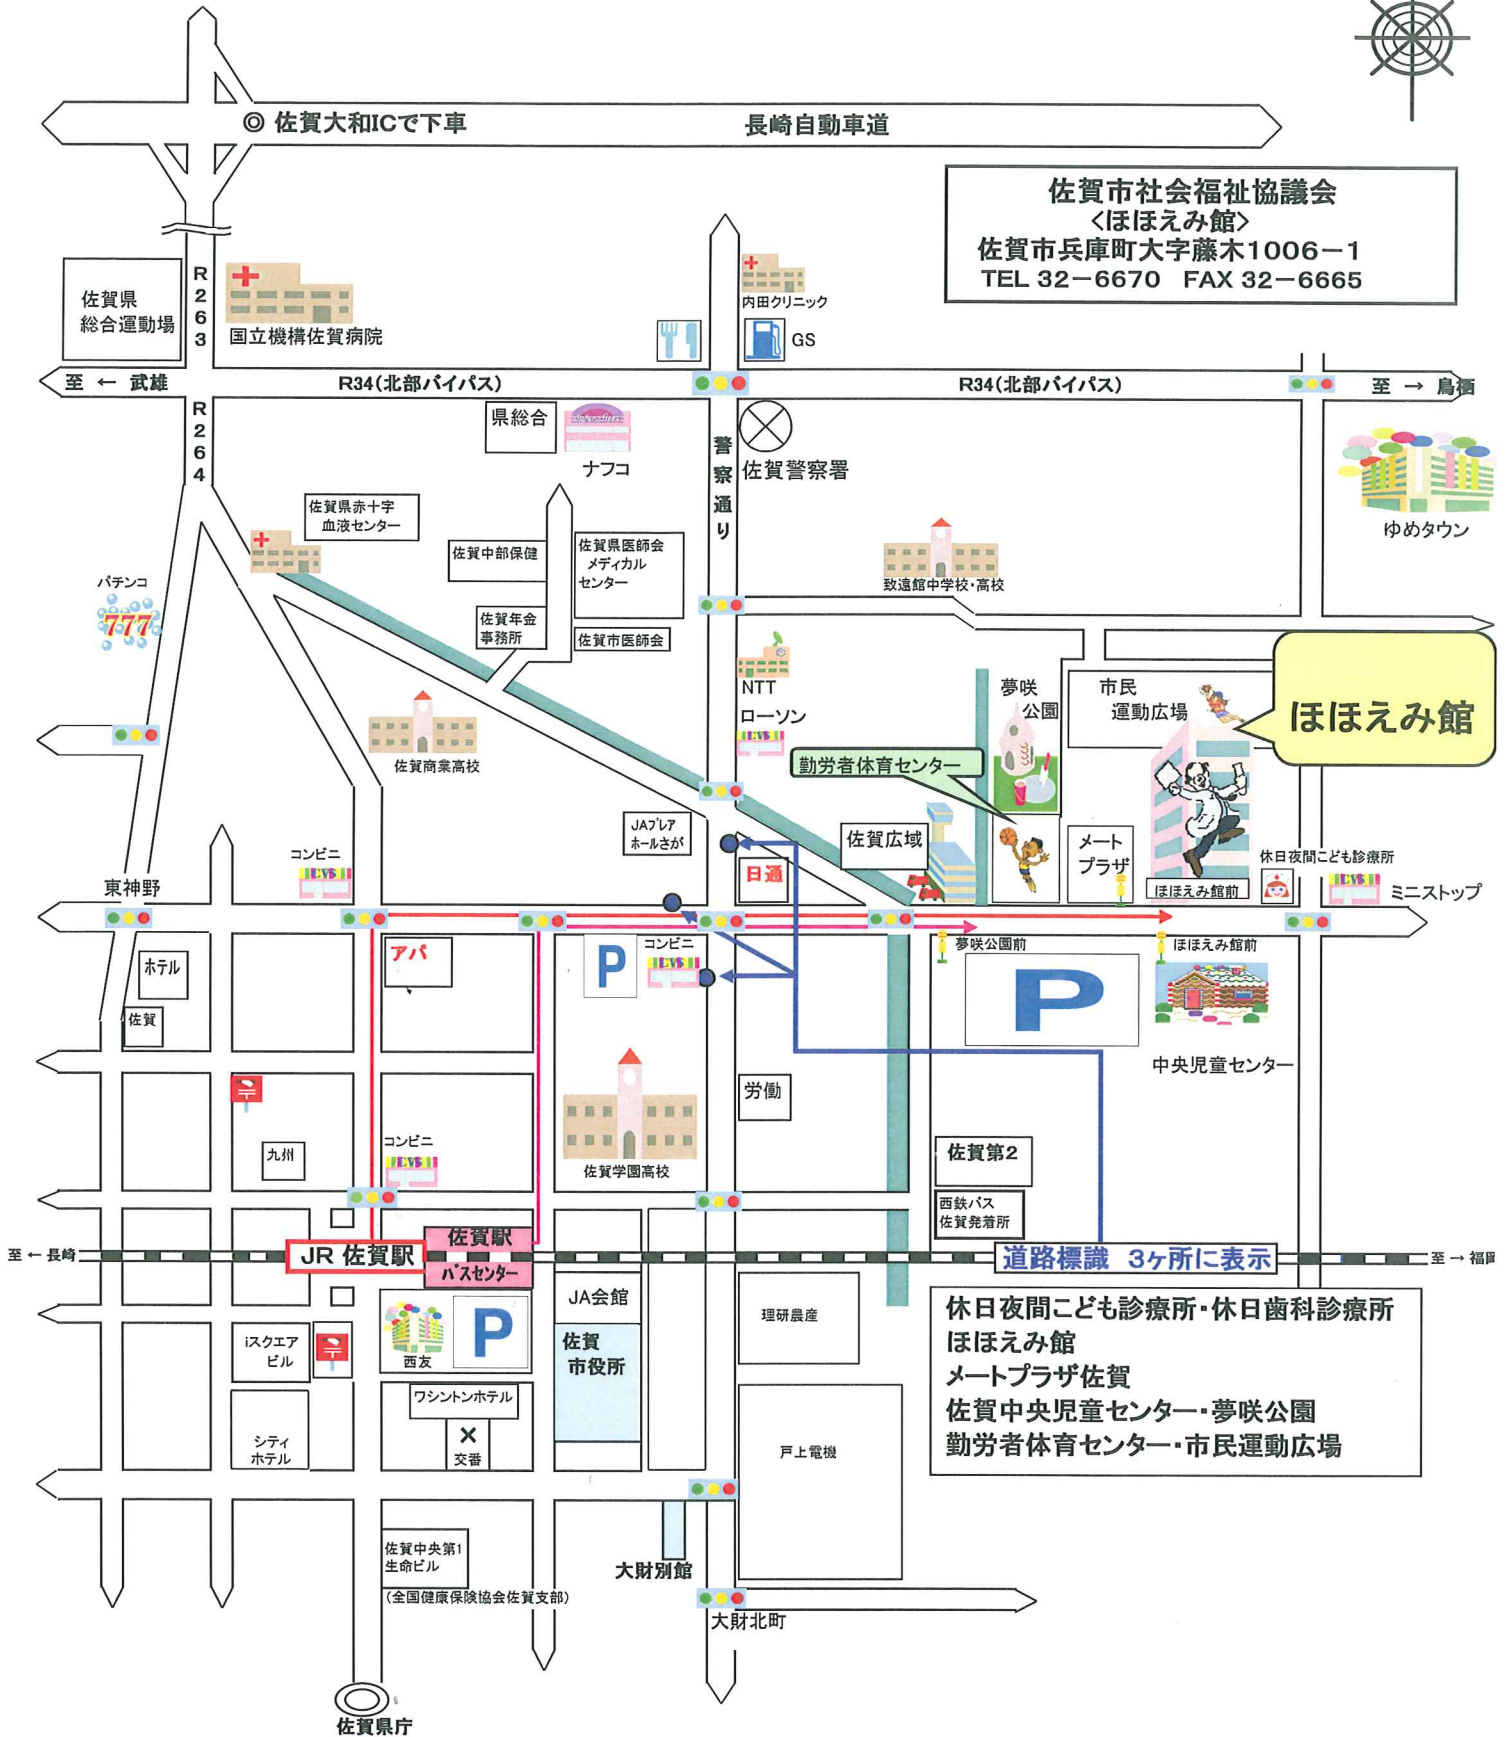 ◎ 佐賀大和ICで下車
長崎自動車道
佐賀市社会福祉協議会
<ほほえみ館>
佐賀市兵庫町大字藤木1006－1
TEL 32－6670 FAX 32－6665
R263
佐賀県
総合運動場
国立機構佐賀病院
内田クリニック
GS
至 ← 武雄
R34(北部バイパス)
R34(北部バイパス)
至 → 鳥栖
R264
県総合
ナフコ
警察通り
佐賀警察署
ゆめタウン
佐賀県赤十字
血液センター
佐賀中部保健
佐賀県医師会
メディカル
センター
致遠館中学校・高校
パチンコ
777
佐賀年金
事務所
佐賀市医師会
NTT
ローソン
夢咲
公園
市民
運動広場
ほほえみ館
佐賀商業高校
勤労者体育センター
JAプレア
ホールさが
日通
佐賀広域
メート
プラザ
ほほえみ館前
休日夜間こども診療所
ミニストップ
コンビニ
東神野
アパ
ホテル
佐賀
P
コンビニ
夢咲公園前
ほほえみ館前
P
中央児童センター
九州
コンビニ
佐賀学園高校
労働
佐賀第2
西鉄バス
佐賀発着所
至 ← 長崎
JR 佐賀駅
佐賀駅
バスセンター
道路標識 3ヶ所に表示
至 → 福岡
iスクエア
ビル
西友
P
JA会館
佐賀
市役所
理研農産
休日夜間こども診療所・休日歯科診療所
ほほえみ館
メートプラザ佐賀
佐賀中央児童センター・夢咲公園
勤労者体育センター・市民運動広場
シティ
ホテル
ワシントンホテル
×
交番
戸上電機
佐賀中央第1
生命ビル
(全国健康保険協会佐賀支部)
大財別館
大財北町
佐賀県庁